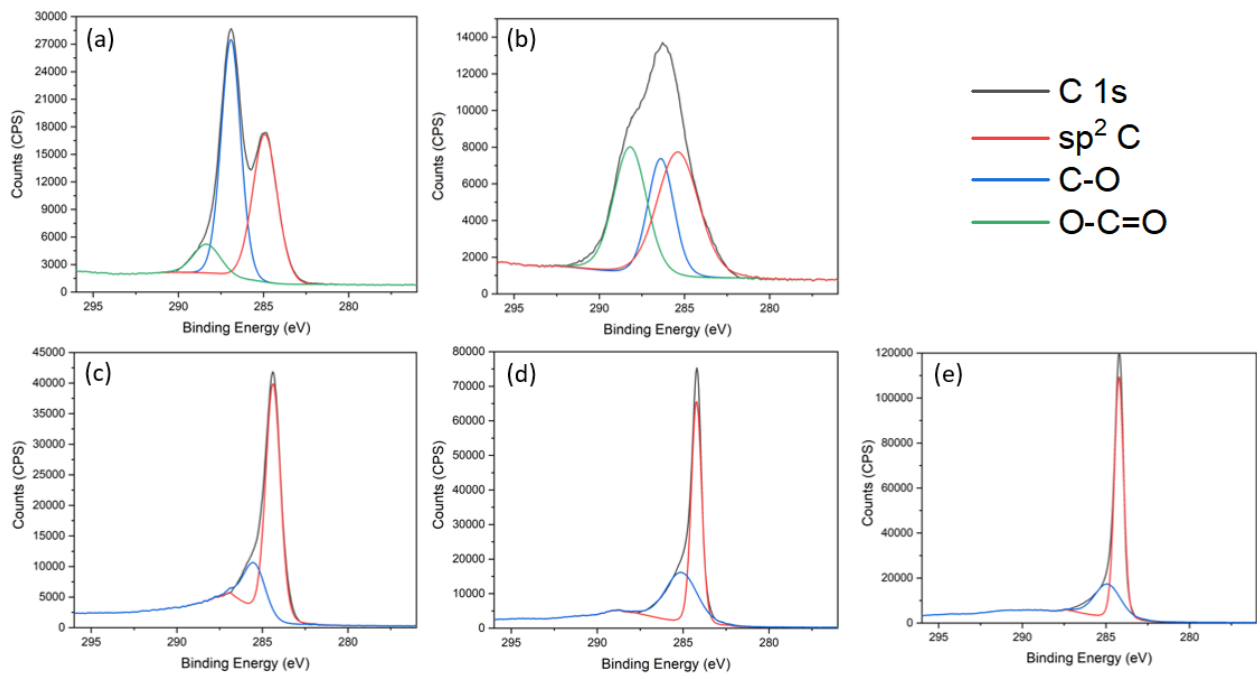 (a)
30000
27000
24000
21000
18000
15000
12000
9000
6000
3000
0
Counts (CPS)
295 290 285 280
Binding Energy (eV)
(b)
14000
12000
10000
8000
6000
4000
2000
0
Counts (CPS)
295 290 285 280
Binding Energy (eV)
C 1s
sp² C
C-O
O-C=O
(c)
45000
40000
35000
30000
25000
20000
15000
10000
5000
0
Counts (CPS)
295 290 285 280
Binding Energy (eV)
(d)
80000
70000
60000
50000
40000
30000
20000
10000
0
Counts (CPS)
295 290 285 280
Binding Energy (eV)
(e)
120000
100000
80000
60000
40000
20000
0
Counts (CPS)
295 290 285 280
Binding Energy (eV)